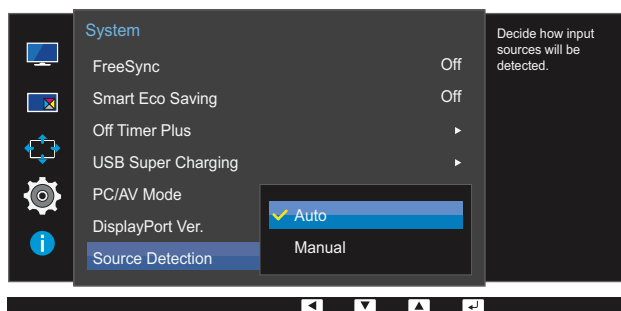 System
Decide how input
sources will be
detected.
FreeSync Off
Smart Eco Saving Off
Off Timer Plus
USB Super Charging
PC/AV Mode
DisplayPort Ver.
Source Detection
Auto
Manual